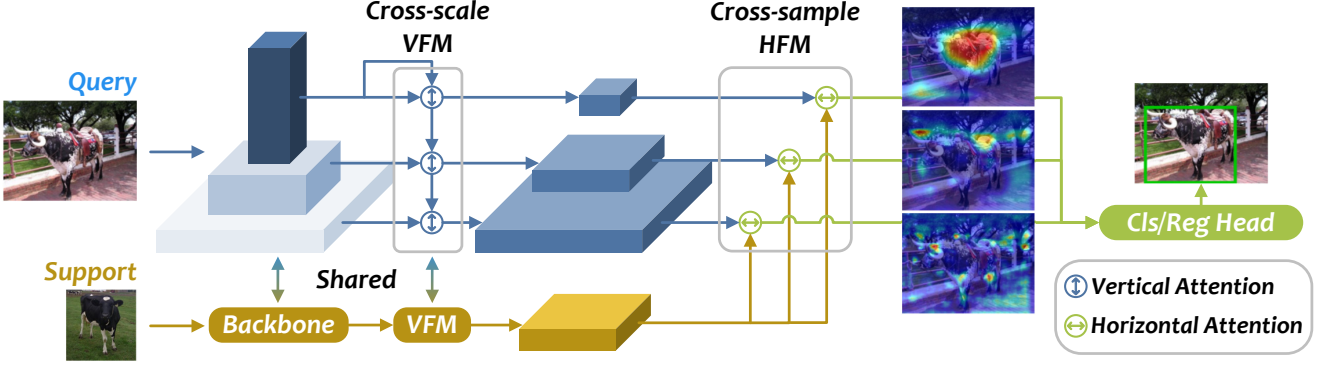 Cross-scale
VFM
Cross-sample
HFM
Query
Support
Shared
Backbone
VFM
Cls/Reg Head
Vertical Attention
Horizontal Attention